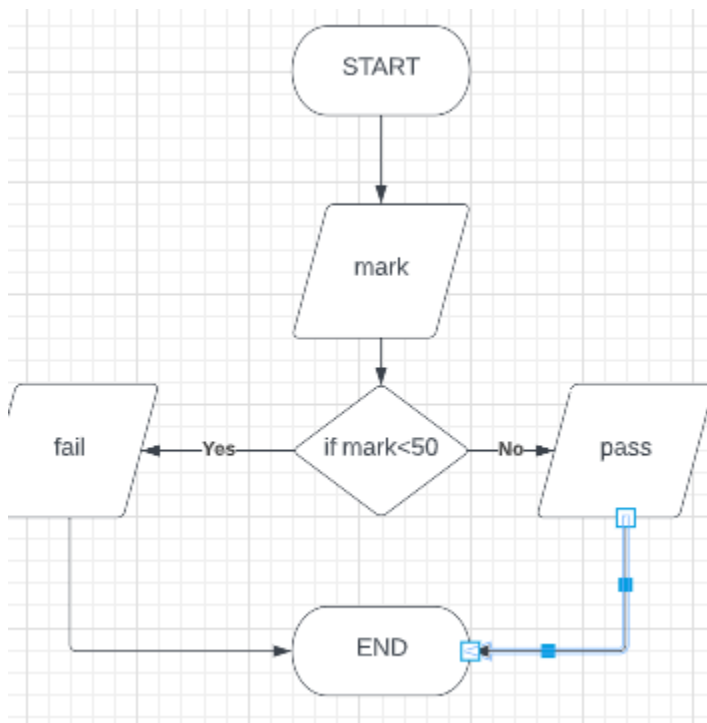 START
mark
fail
Yes
if mark<50
No
pass
END